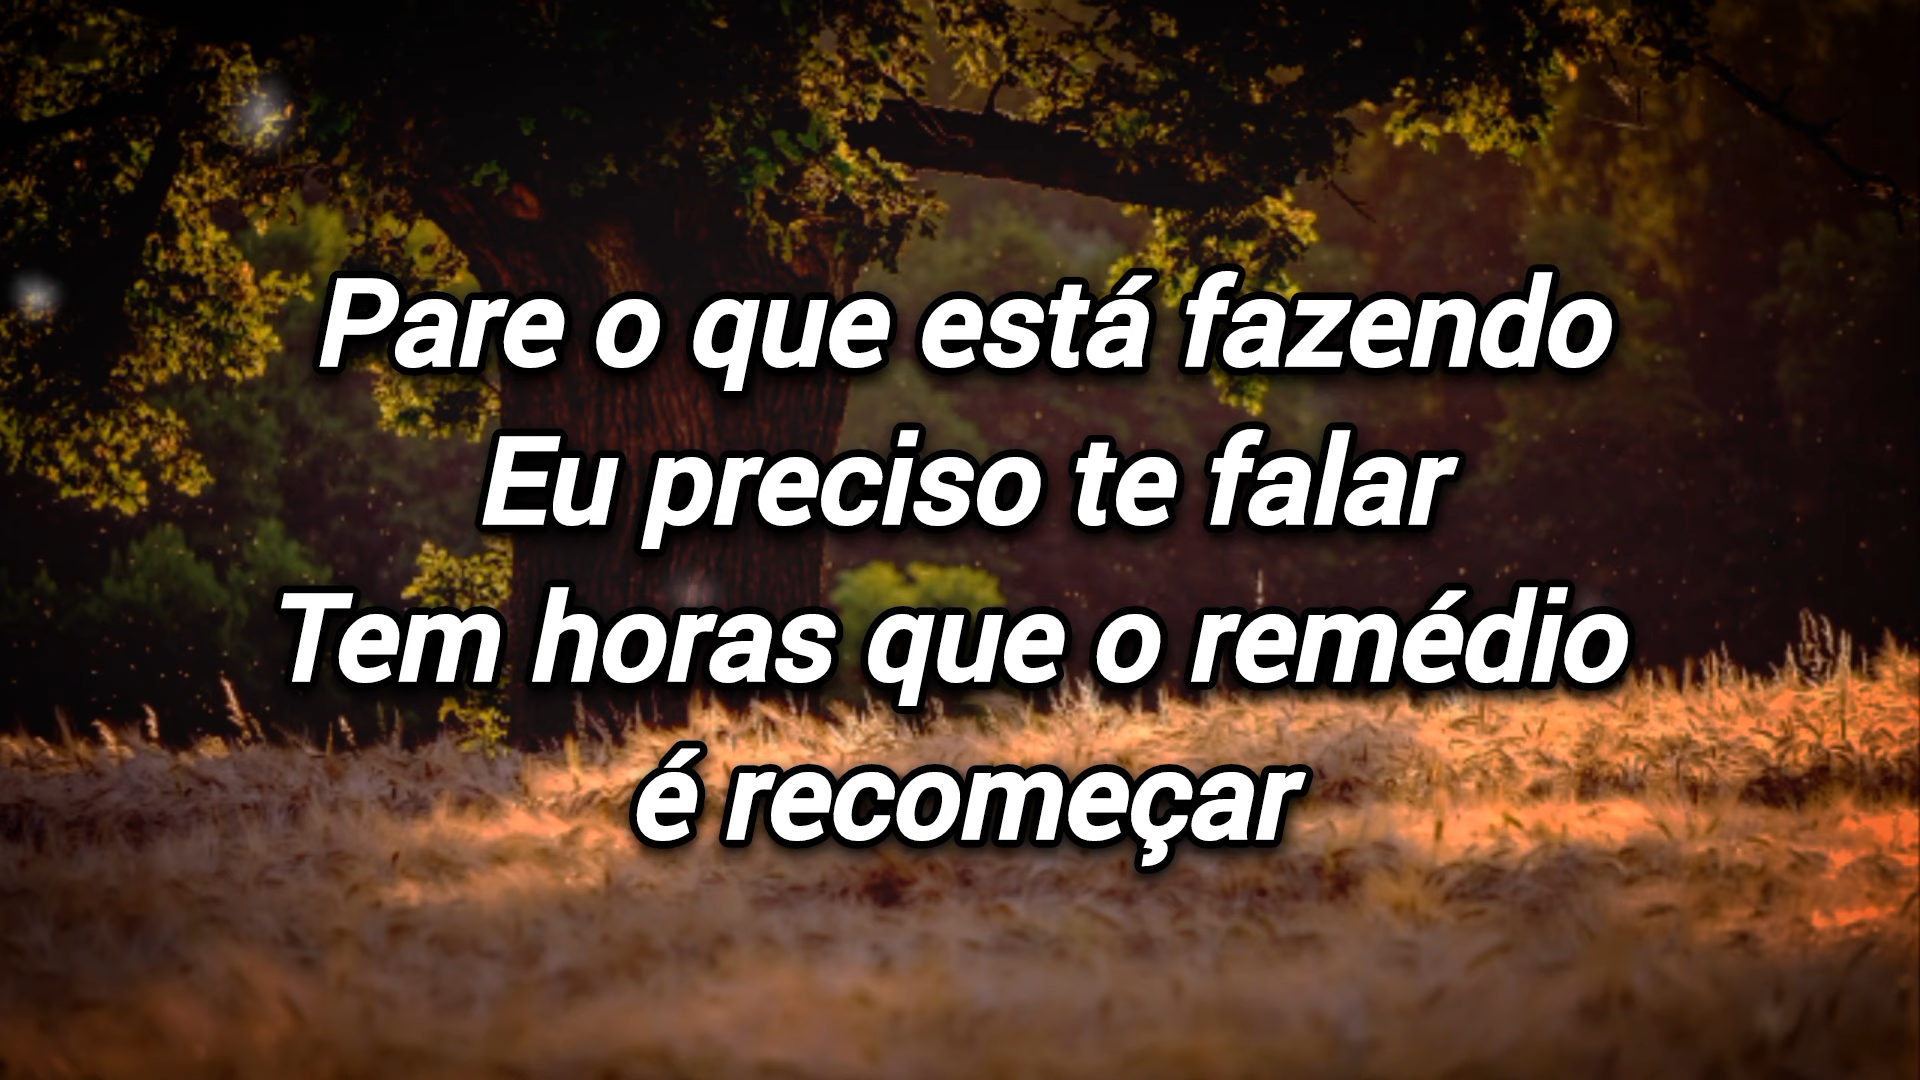 Pare o que está fazendo
Eu preciso te falar
Tem horas que o remédio
é recomeçar